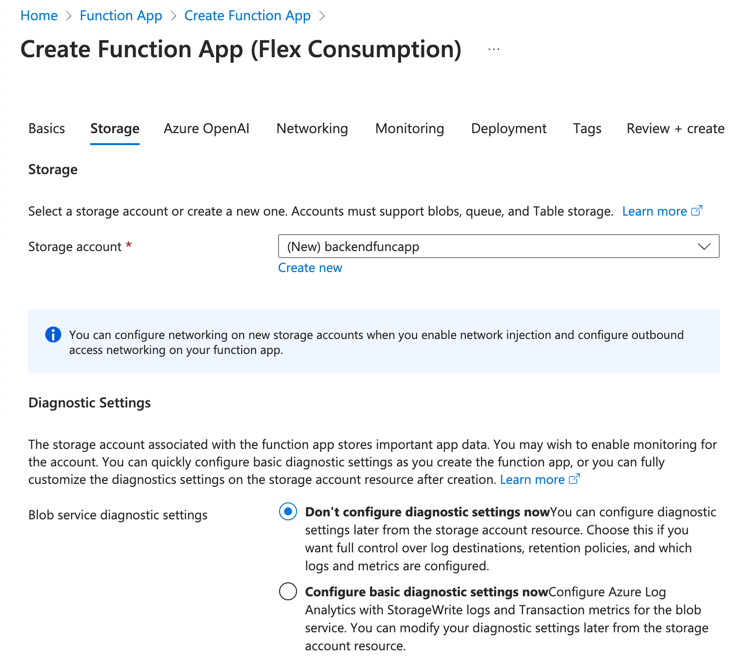 Home > Function App > Create Function App >
Create Function App (Flex Consumption) ...
Basics Storage Azure OpenAI Networking Monitoring Deployment Tags Review + create
Storage
Select a storage account or create a new one. Accounts must support blobs, queue, and Table storage. Learn more
Storage account * (New) backendfuncapp
Create new
You can configure networking on new storage accounts when you enable network injection and configure outbound
access networking on your function app.
Diagnostic Settings
The storage account associated with the function app stores important app data. You may wish to enable monitoring for
the account. You can quickly configure basic diagnostic settings as you create the function app, or you can fully
customize the diagnostics settings on the storage account resource after creation. Learn more
Blob service diagnostic settings
Don't configure diagnostic settings nowYou can configure diagnostic
settings later from the storage account resource. Choose this if you
want full control over log destinations, retention policies, and which
logs and metrics are configured.
Configure basic diagnostic settings nowConfigure Azure Log
Analytics with StorageWrite logs and Transaction metrics for the blob
service. You can modify your diagnostic settings later from the storage
account resource.